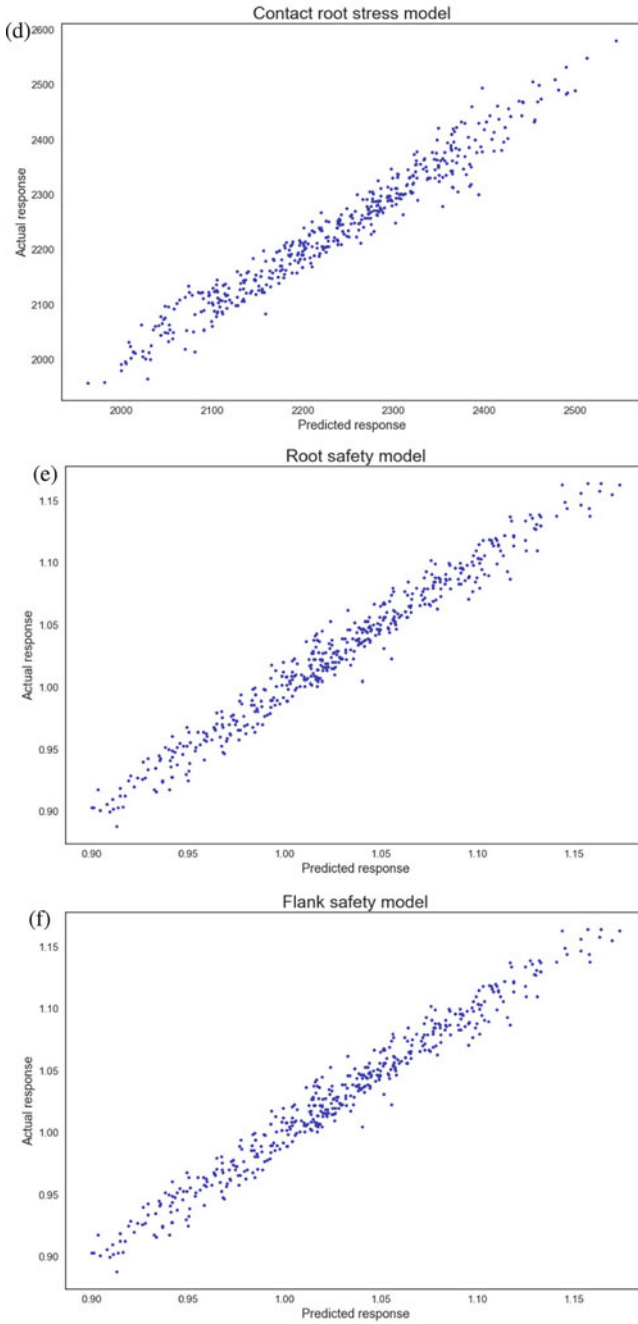 (d)
Contact root stress model
2600
2500
2400
2300
2200
2100
2000
Actual response
2000 2100 2200 2300 2400 2500
Predicted response
(e)
Root safety model
1.15
1.10
1.05
1.00
0.95
0.90
Actual response
0.90 0.95 1.00 1.05 1.10 1.15
Predicted response
(f)
Flank safety model
1.15
1.10
1.05
1.00
0.95
0.90
Actual response
0.90 0.95 1.00 1.05 1.10 1.15
Predicted response